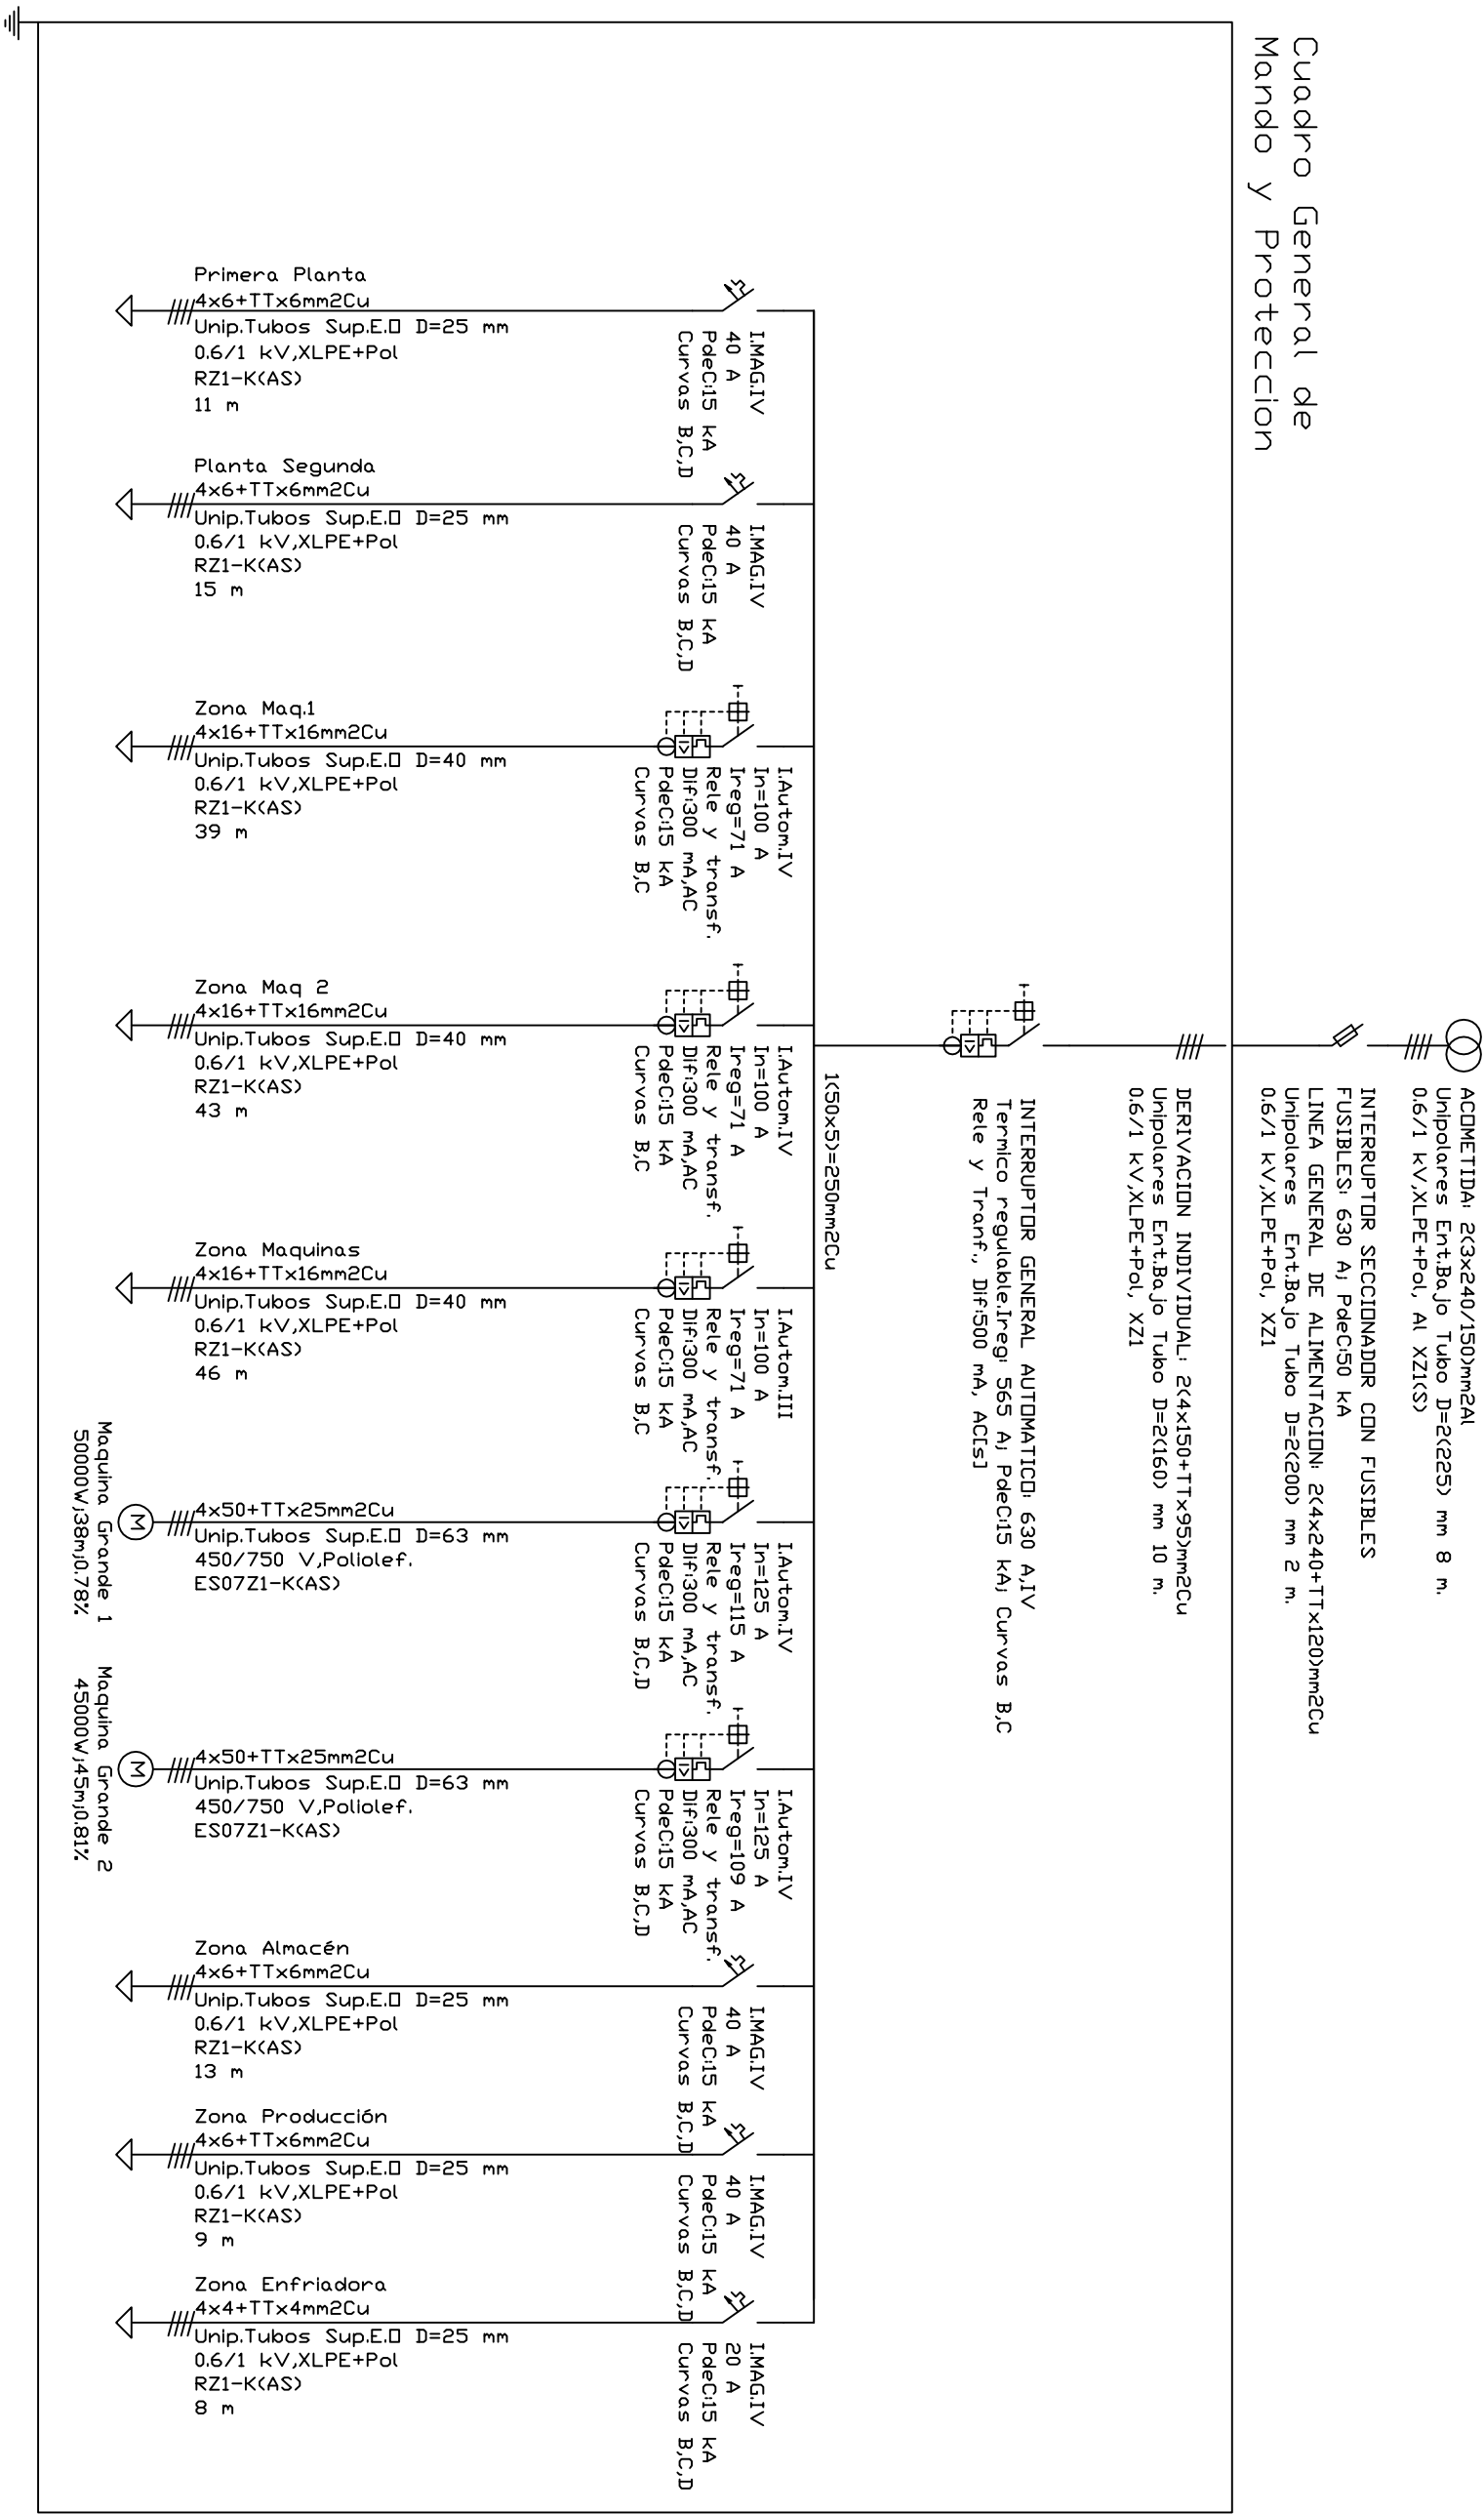 Cuadro General de
Mando y Proteccion
ACOMETIDA: 2(3x240/150)mm2Al
Unipolares Ent.Bajo Tubo D=2(225) mm 8 m.
0.6/1 kV,XLPE+Pol, Al XZ1(S)
INTERRUPTOR SECCIONADOR CON FUSIBLES
FUSIBLES: 630 A; PdeC:50 kA
LINEA GENERAL DE ALIMENTACION: 2(4x240+TTx120)mm2Cu
Unipolares Ent.Bajo Tubo D=2(200) mm 2 m.
0.6/1 kV,XLPE+Pol, XZ1
DERIVACION INDIVIDUAL: 2(4x150+TTx95)mm2Cu
Unipolares Ent.Bajo Tubo D=2(160) mm 10 m.
0.6/1 kV,XLPE+Pol, XZ1
INTERRUPTOR GENERAL AUTOMATICO: 630 A,IV
Termico regulable.Ireg: 565 A; PdeC:15 kA; Curvas B,C
Rele y Tranf., Dif:500 mA, AC[s]
1(50x5)=250mm2Cu
I.MAG.IV
40 A
PdeC:15 kA
Curvas B,C,D
Primera Planta
4x6+TTx6mm2Cu
Unip.Tubos Sup.E.O D=25 mm
0.6/1 kV,XLPE+Pol
RZ1-K(AS)
11 m
I.MAG.IV
40 A
PdeC:15 kA
Curvas B,C,D
Planta Segunda
4x6+TTx6mm2Cu
Unip.Tubos Sup.E.O D=25 mm
0.6/1 kV,XLPE+Pol
RZ1-K(AS)
15 m
I.Autom.IV
In=100 A
Ireg=71 A
Rele y transf.
Dif:300 mA,AC
PdeC:15 kA
Curvas B,C
Zona Maq.1
4x16+TTx16mm2Cu
Unip.Tubos Sup.E.O D=40 mm
0.6/1 kV,XLPE+Pol
RZ1-K(AS)
39 m
I.Autom.IV
In=100 A
Ireg=71 A
Rele y transf.
Dif:300 mA,AC
PdeC:15 kA
Curvas B,C
Zona Maq 2
4x16+TTx16mm2Cu
Unip.Tubos Sup.E.O D=40 mm
0.6/1 kV,XLPE+Pol
RZ1-K(AS)
43 m
I.Autom.III
In=100 A
Ireg=71 A
Rele y transf.
Dif:300 mA,AC
PdeC:15 kA
Curvas B,C
Zona Maquinas
4x16+TTx16mm2Cu
Unip.Tubos Sup.E.O D=40 mm
0.6/1 kV,XLPE+Pol
RZ1-K(AS)
46 m
I.Autom.IV
In=125 A
Ireg=115 A
Rele y transf.
Dif:300 mA,AC
PdeC:15 kA
Curvas B,C,D
4x50+TTx25mm2Cu
Unip.Tubos Sup.E.O D=63 mm
450/750 V,Poliolef.
ES07Z1-K(AS)
M
Maquina Grande 1
50000W;38m;0.78%
I.Autom.IV
In=125 A
Ireg=109 A
Rele y transf.
Dif:300 mA,AC
PdeC:15 kA
Curvas B,C,D
4x50+TTx25mm2Cu
Unip.Tubos Sup.E.O D=63 mm
450/750 V,Poliolef.
ES07Z1-K(AS)
M
Maquina Grande 2
45000W;45m;0.81%
I.MAG.IV
40 A
PdeC:15 kA
Curvas B,C,D
Zona Almacén
4x6+TTx6mm2Cu
Unip.Tubos Sup.E.O D=25 mm
0.6/1 kV,XLPE+Pol
RZ1-K(AS)
13 m
I.MAG.IV
40 A
PdeC:15 kA
Curvas B,C,D
Zona Producción
4x6+TTx6mm2Cu
Unip.Tubos Sup.E.O D=25 mm
0.6/1 kV,XLPE+Pol
RZ1-K(AS)
9 m
I.MAG.IV
20 A
PdeC:15 kA
Curvas B,C,D
Zona Enfriadora
4x4+TTx4mm2Cu
Unip.Tubos Sup.E.O D=25 mm
0.6/1 kV,XLPE+Pol
RZ1-K(AS)
8 m